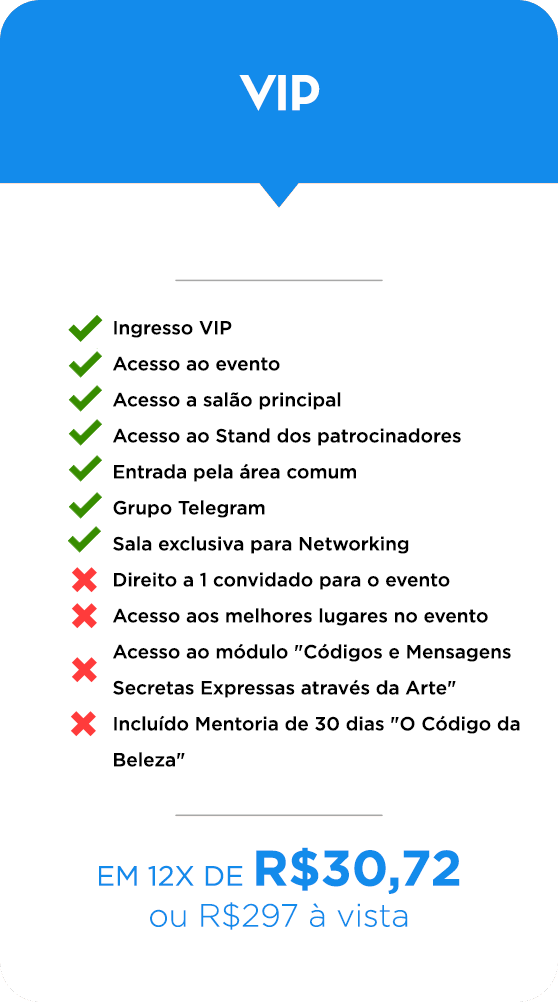 VIP
Ingresso VIP
Acesso ao evento
Acesso a salão principal
Acesso ao Stand dos patrocinadores
Entrada pela área comum
Grupo Telegram
Sala exclusiva para Networking
Direito a 1 convidado para o evento
Acesso aos melhores lugares no evento
Acesso ao módulo "Códigos e Mensagens
Secretas Expressas através da Arte"
Incluído Mentoria de 30 dias "O Código da
Beleza"
EM 12X DE R$30,72
ou R$297 à vista